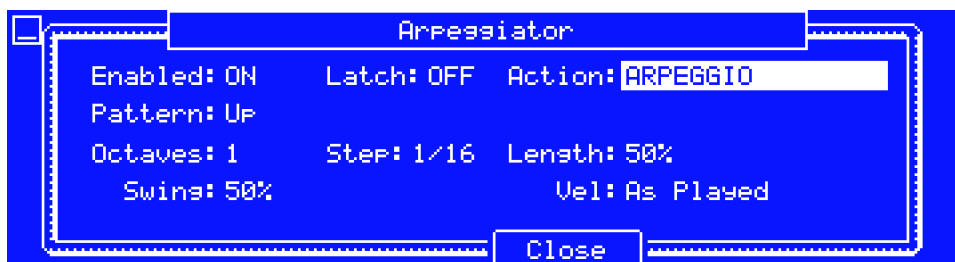 Arpeggiator
Enabled: ON Latch: OFF Action: ARPEGGIO
Pattern: Up
Octaves: 1 Step: 1/16 Length: 50%
Swing: 50% Vel: As Played
Close